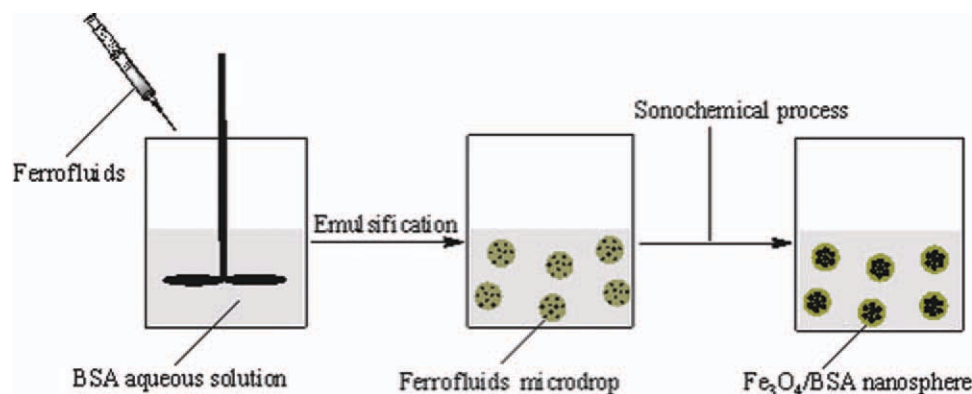 Ferrofluids
BSA aqueous solution
Emulsification
Ferrofluids microdrop
Sonochemical process
Fe₃O₄/BSA nanosphere